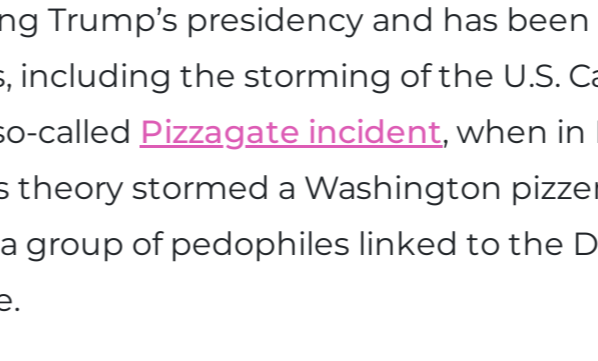 ng Trump’s presidency and has been
s, including the storming of the U.S. Ca
so-called Pizzagate incident, when in
s theory stormed a Washington pizzer
a group of pedophiles linked to the D
e.